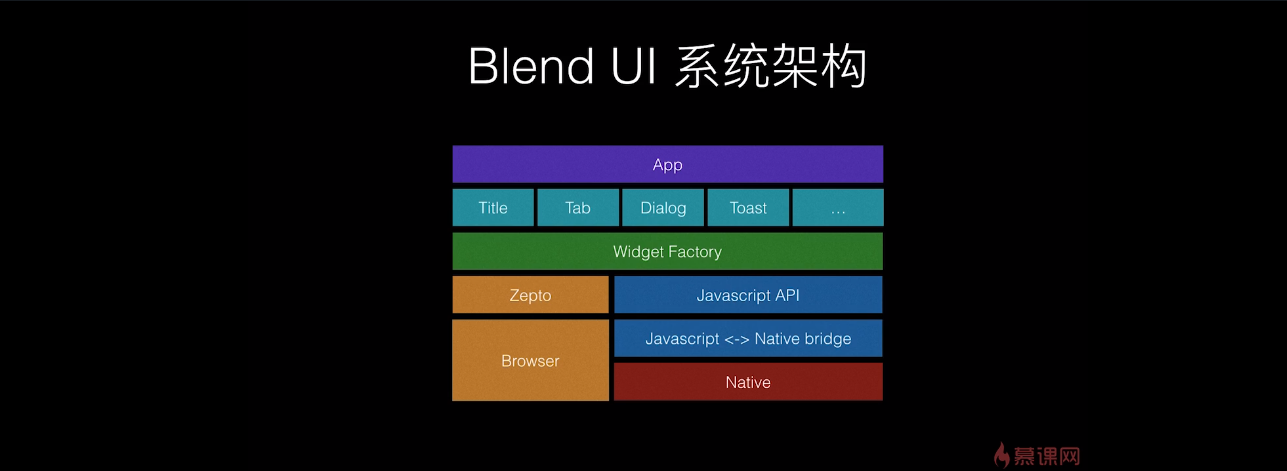 Blend UI 系统架构
App
Title Tab Dialog Toast ...
Widget Factory
Zepto Javascript API
Javascript <-> Native bridge
Browser
Native
慕课网